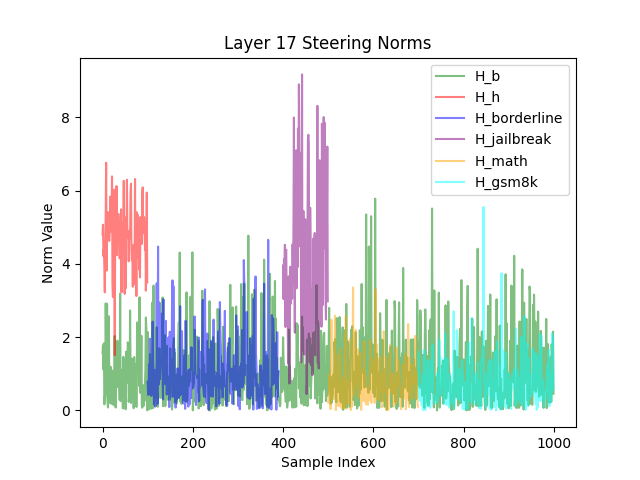 Layer 17 Steering Norms
H_b
H_h
H_borderline
H_jailbreak
H_math
H_gsm8k
Norm Value
8
6
4
2
0
0 200 400 600 800 1000
Sample Index